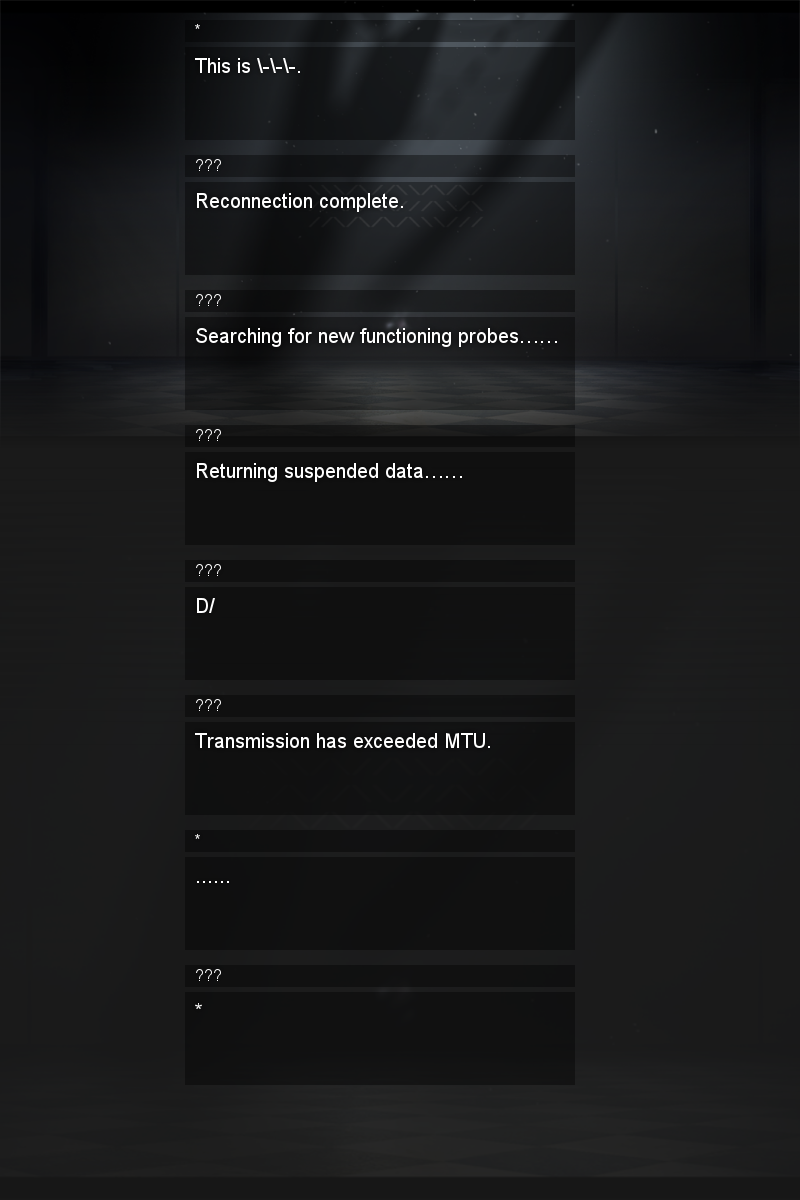 *
This is \-\-\-.
???
Reconnection complete.
???
Searching for new functioning probes……
???
Returning suspended data……
???
D/
???
Transmission has exceeded MTU.
*
……
???
*